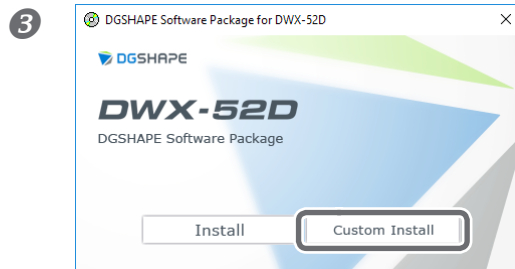 3
DGSHAPE Software Package for DWX-52D
DGSHAPE
DWX-52D
DGSHAPE Software Package
Install
Custom Install